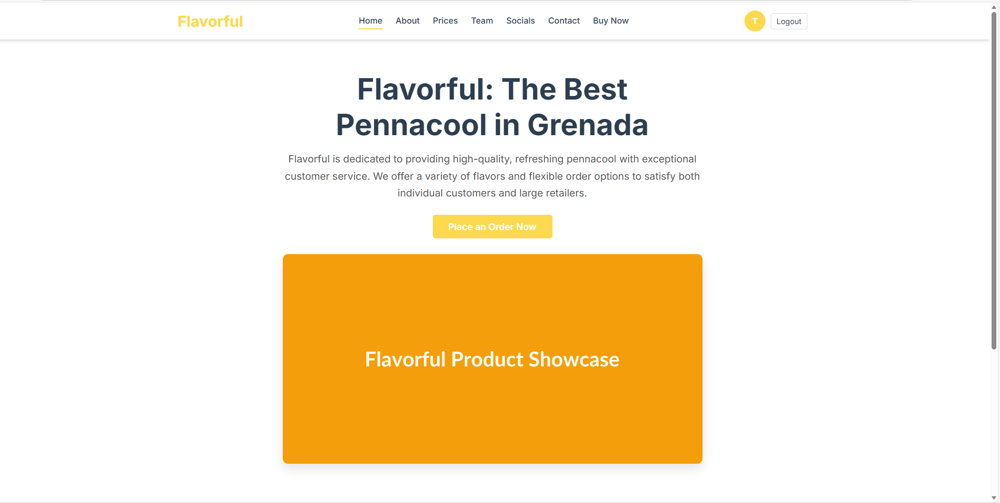 Flavorful
Home About Prices Team Socials Contact Buy Now
T Logout
Flavorful: The Best
Pennacool in Grenada
Flavorful is dedicated to providing high-quality, refreshing pennacool with exceptional
customer service. We offer a variety of flavors and flexible order options to satisfy both
individual customers and large retailers.
Place an Order Now
Flavorful Product Showcase